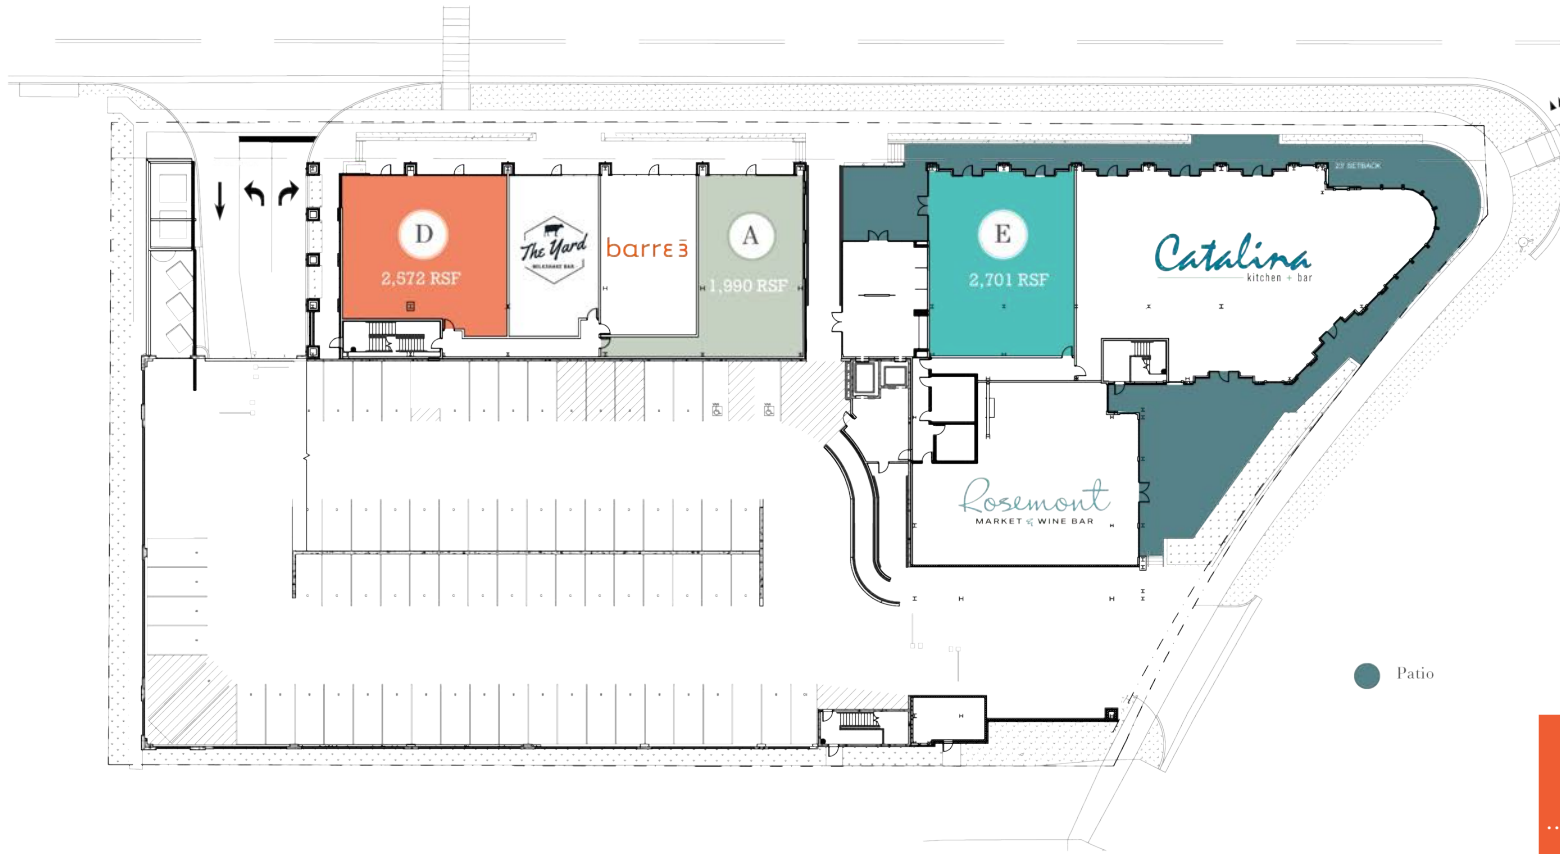 23' SETBACK
D
2,572 RSF
The Yard
MILKSHAKE BAR
barre3
A
1,990 RSF
E
2,701 RSF
Catalina
kitchen + bar
Rosemont
MARKET & WINE BAR
Patio